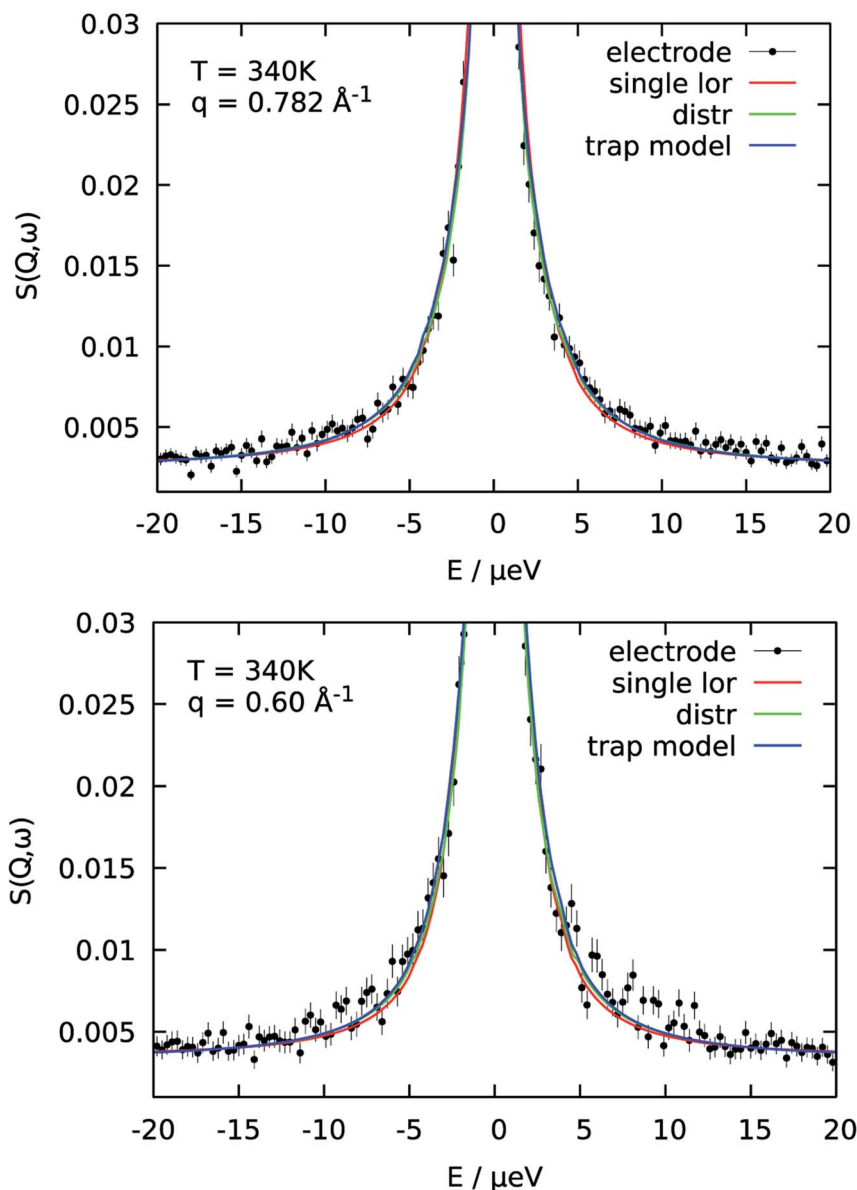 0.03
0.025
0.02
0.015
0.01
0.005
S(Q,ω)
T = 340K
q = 0.782 Å-1
electrode
single lor
distr
trap model
-20 -15 -10 -5 0 5 10 15 20
E / μeV
0.03
0.025
0.02
0.015
0.01
0.005
S(Q,ω)
T = 340K
q = 0.60 Å-1
electrode
single lor
distr
trap model
-20 -15 -10 -5 0 5 10 15 20
E / μeV